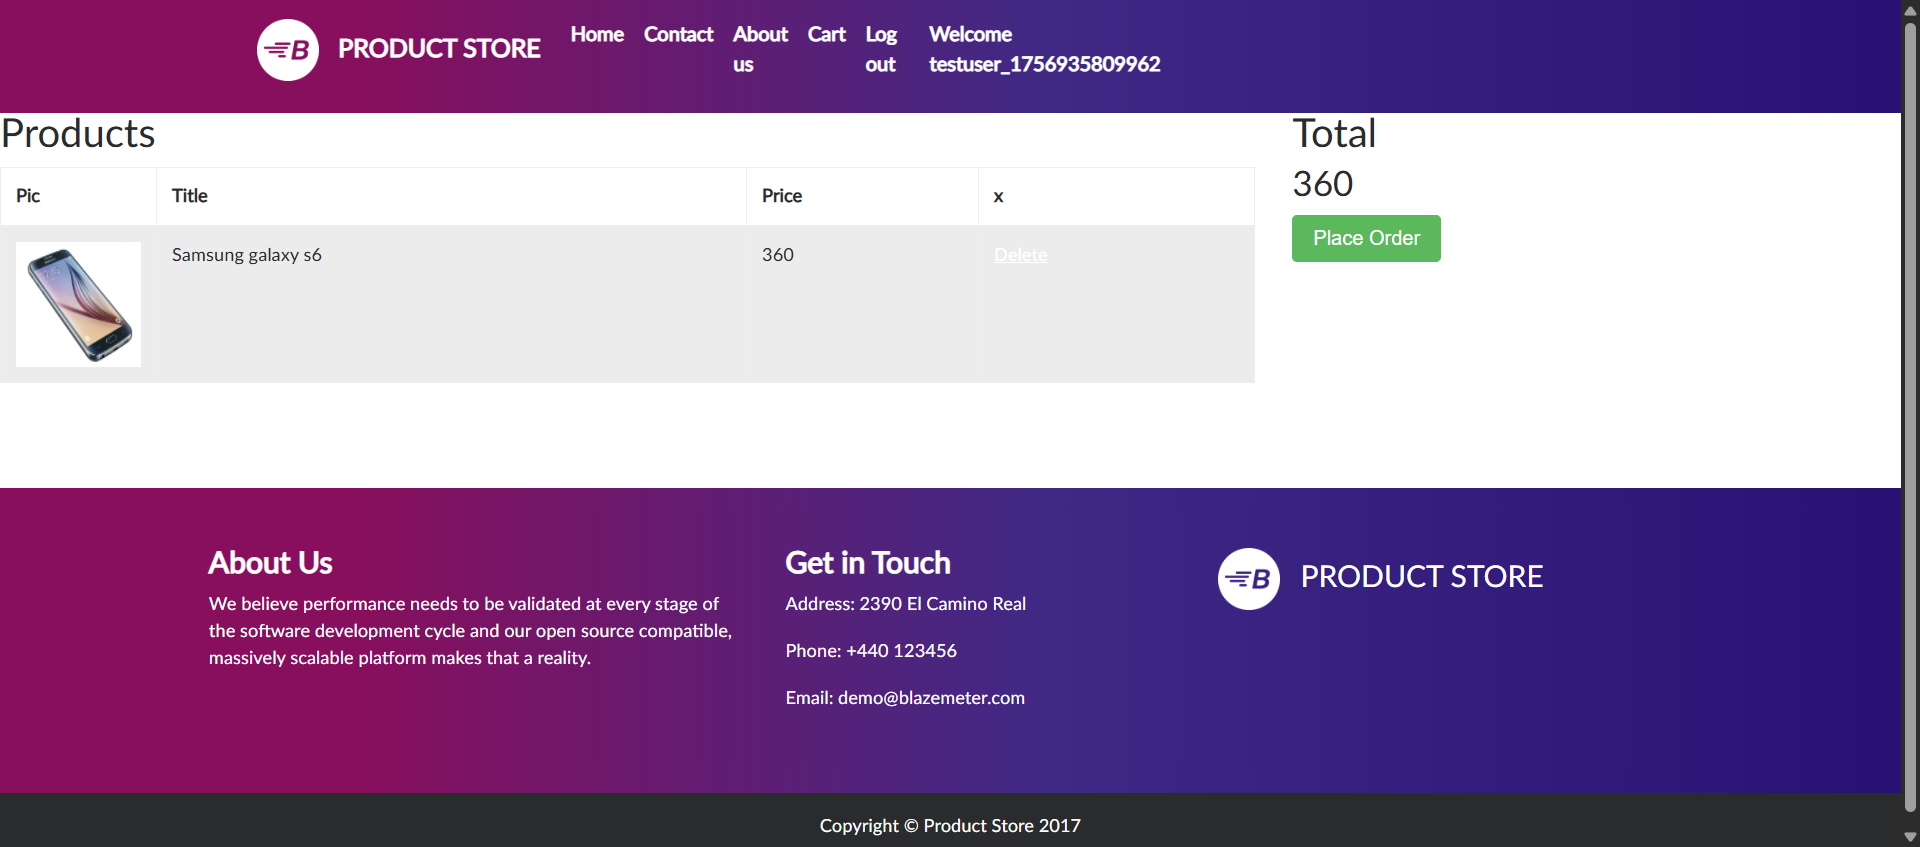 B PRODUCT STORE Home Contact About us Cart Log out Welcome testuser_1756935809962
Products
Total
360
Pic Title Price x
Place Order
Samsung galaxy s6 360 Delete
About Us
We believe performance needs to be validated at every stage of
the software development cycle and our open source compatible,
massively scalable platform makes that a reality.
Get in Touch
Address: 2390 El Camino Real
Phone: +440 123456
Email: demo@blazemeter.com
B PRODUCT STORE
Copyright © Product Store 2017